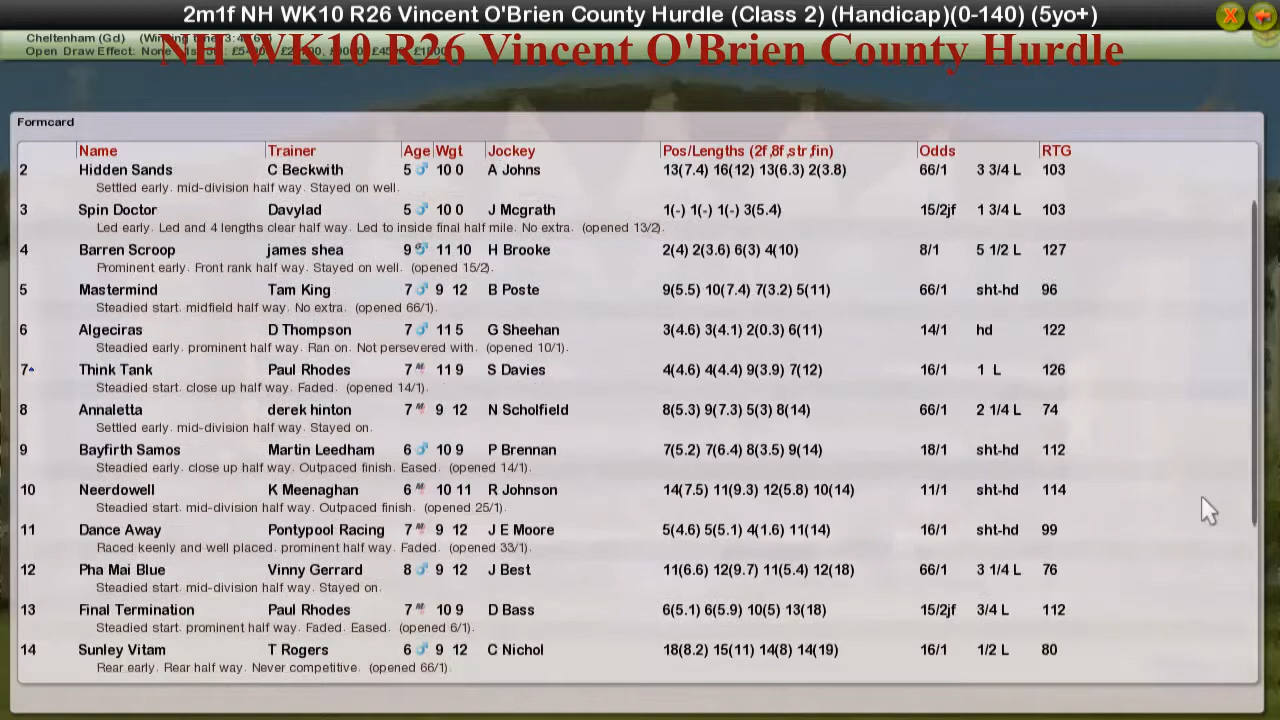 2m1f NH WK10 R26 Vincent O'Brien County Hurdle (Class 2) (Handicap)(0-140) (5yo+)
Cheltenham (Gd)
NH WK10 R26 Vincent O'Brien County Hurdle
Open Draw Effect: None
Formcard
Name Trainer Age Wgt Jockey Pos/Lengths (2f,8f,str,fin) Odds RTG
2 Hidden Sands C Beckwith 5 10 0 A Johns 13(7.4) 16(12) 13(6.3) 2(3.8) 66/1 3 3/4 L 103
Settled early. mid-division half way. Stayed on well.
3 Spin Doctor Davylad 5 10 0 J Mcgrath 1(-) 1(-) 1(-) 3(5.4) 15/2jf 1 3/4 L 103
Led early. Led and 4 lengths clear half way. Led to inside final half mile. No extra. (opened 13/2).
4 Barren Scroop james shea 9 11 10 H Brooke 2(4) 2(3.6) 6(3) 4(10) 8/1 5 1/2 L 127
Prominent early. Front rank half way. Stayed on well. (opened 15/2).
5 Mastermind Tam King 7 9 12 B Poste 9(5.5) 10(7.4) 7(3.2) 5(11) 66/1 sht-hd 96
Steadied start. midfield half way. No extra. (opened 66/1).
6 Algeciras D Thompson 7 11 5 G Sheehan 3(4.6) 3(4.1) 2(0.3) 6(11) 14/1 hd 122
Steadied early. prominent half way. Ran on. Not persevered with. (opened 10/1).
7 Think Tank Paul Rhodes 7 11 9 S Davies 4(4.6) 4(4.4) 9(3.9) 7(12) 16/1 1 L 126
Steadied start. close up half way. Faded. (opened 14/1).
8 Annaletta derek hinton 7 9 12 N Scholfield 8(5.3) 9(7.3) 5(3) 8(14) 66/1 2 1/4 L 74
Settled early. mid-division half way. Stayed on.
9 Bayfirth Samos Martin Leedham 6 10 9 P Brennan 7(5.2) 7(6.4) 8(3.5) 9(14) 18/1 sht-hd 112
Steadied early. close up half way. Outpaced finish. Eased. (opened 14/1).
10 Neerdowell K Meenaghan 6 10 11 R Johnson 14(7.5) 11(9.3) 12(5.8) 10(14) 11/1 sht-hd 114
Steadied start. mid-division half way. Outpaced finish. (opened 25/1).
11 Dance Away Pontypool Racing 7 9 12 J E Moore 5(4.6) 5(5.1) 4(1.6) 11(14) 16/1 sht-hd 99
Raced keenly and well placed. prominent half way. Faded. (opened 33/1).
12 Pha Mai Blue Vinny Gerrard 8 9 12 J Best 11(6.6) 12(9.7) 11(5.4) 12(18) 66/1 3 1/4 L 76
Steadied start. mid-division half way. Stayed on.
13 Final Termination Paul Rhodes 7 10 9 D Bass 6(5.1) 6(5.9) 10(5) 13(18) 15/2jf 3/4 L 112
Steadied start. prominent half way. Faded. Eased. (opened 6/1).
14 Sunley Vitam T Rogers 6 9 12 C Nichol 18(8.2) 15(11) 14(8) 14(19) 16/1 1/2 L 80
Rear early. Rear half way. Never competitive. (opened 66/1).